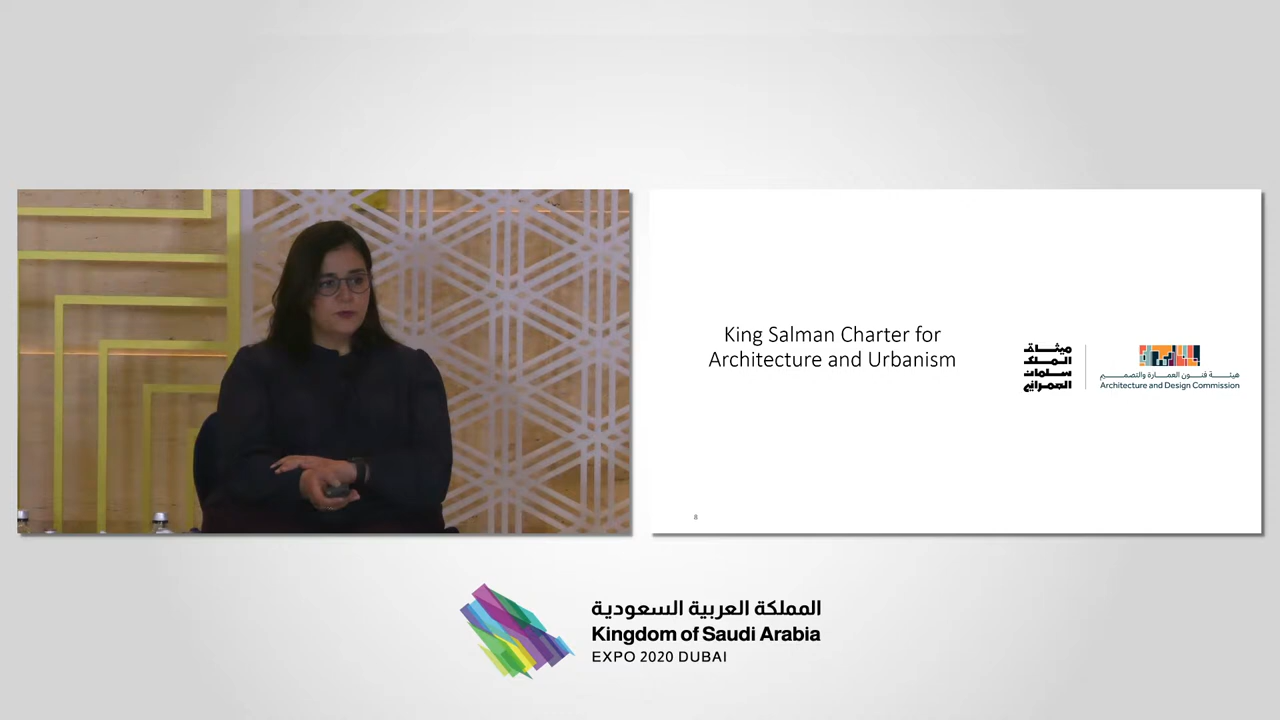 King Salman Charter for
Architecture and Urbanism
ميثاق
الملك
سلمان
العمراني
هيئة فنون العمارة والتصميم
Architecture and Design Commission
8
المملكة العربية السعودية
Kingdom of Saudi Arabia
EXPO 2020 DUBAI